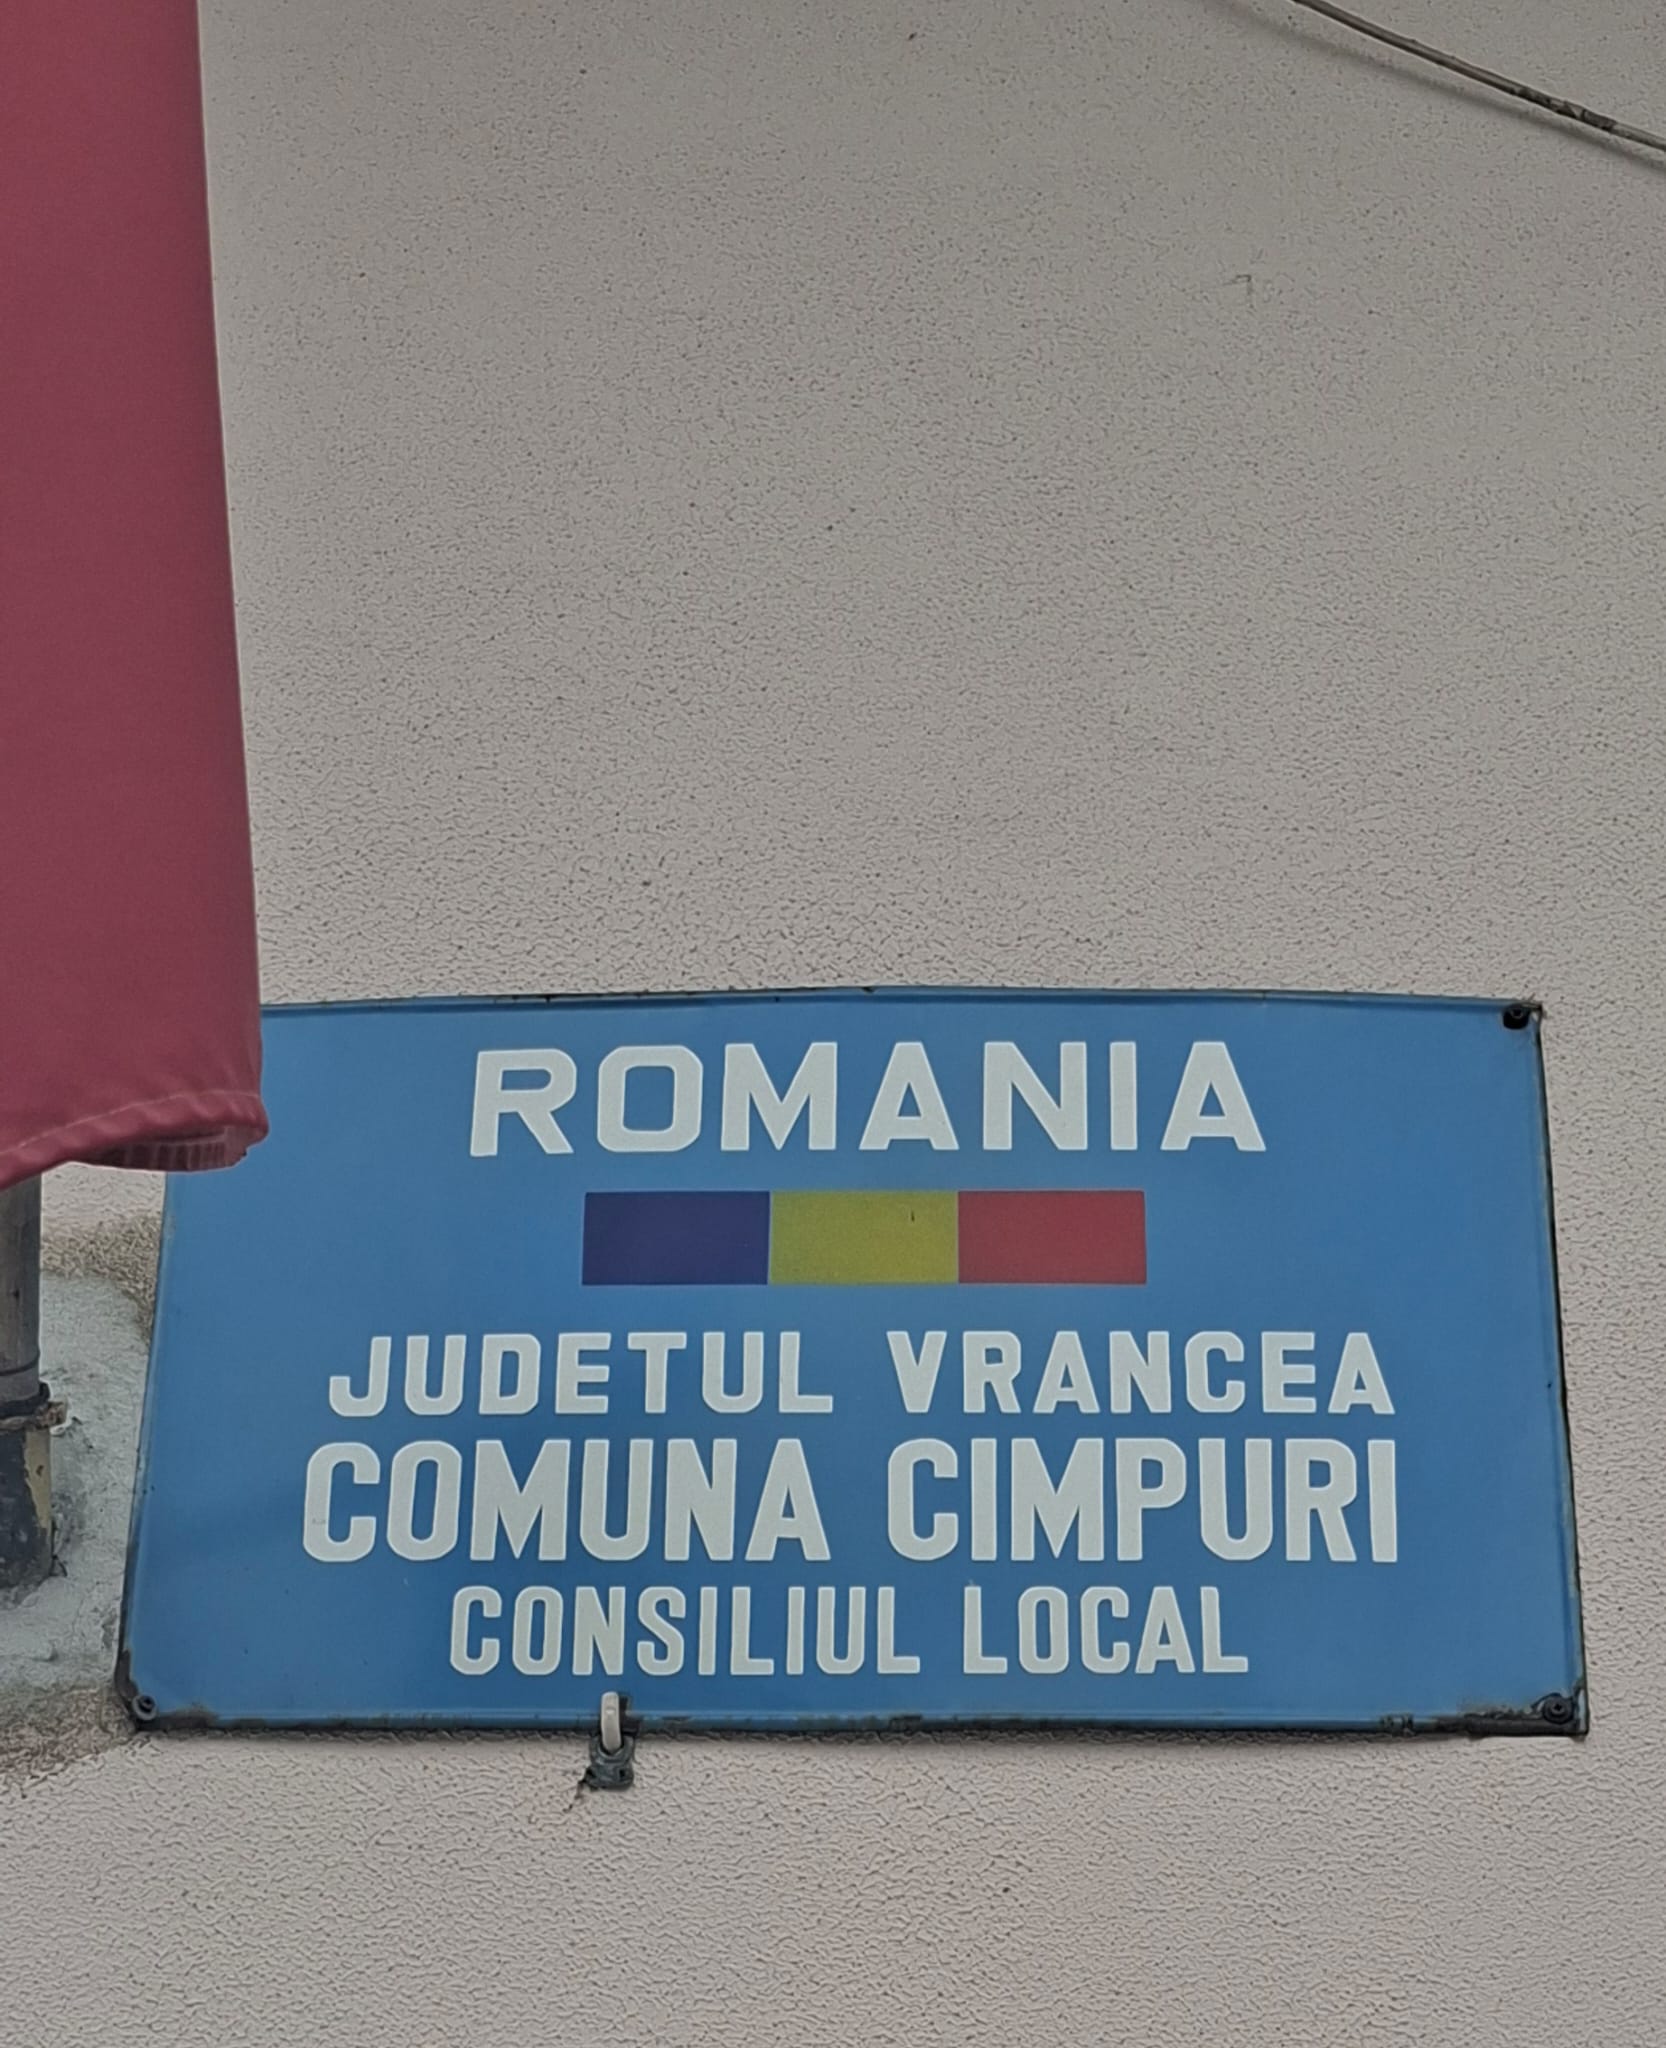 ROMANIA
JUDETUL VRANCEA
COMUNA CIMPURI
CONSILIUL LOCAL